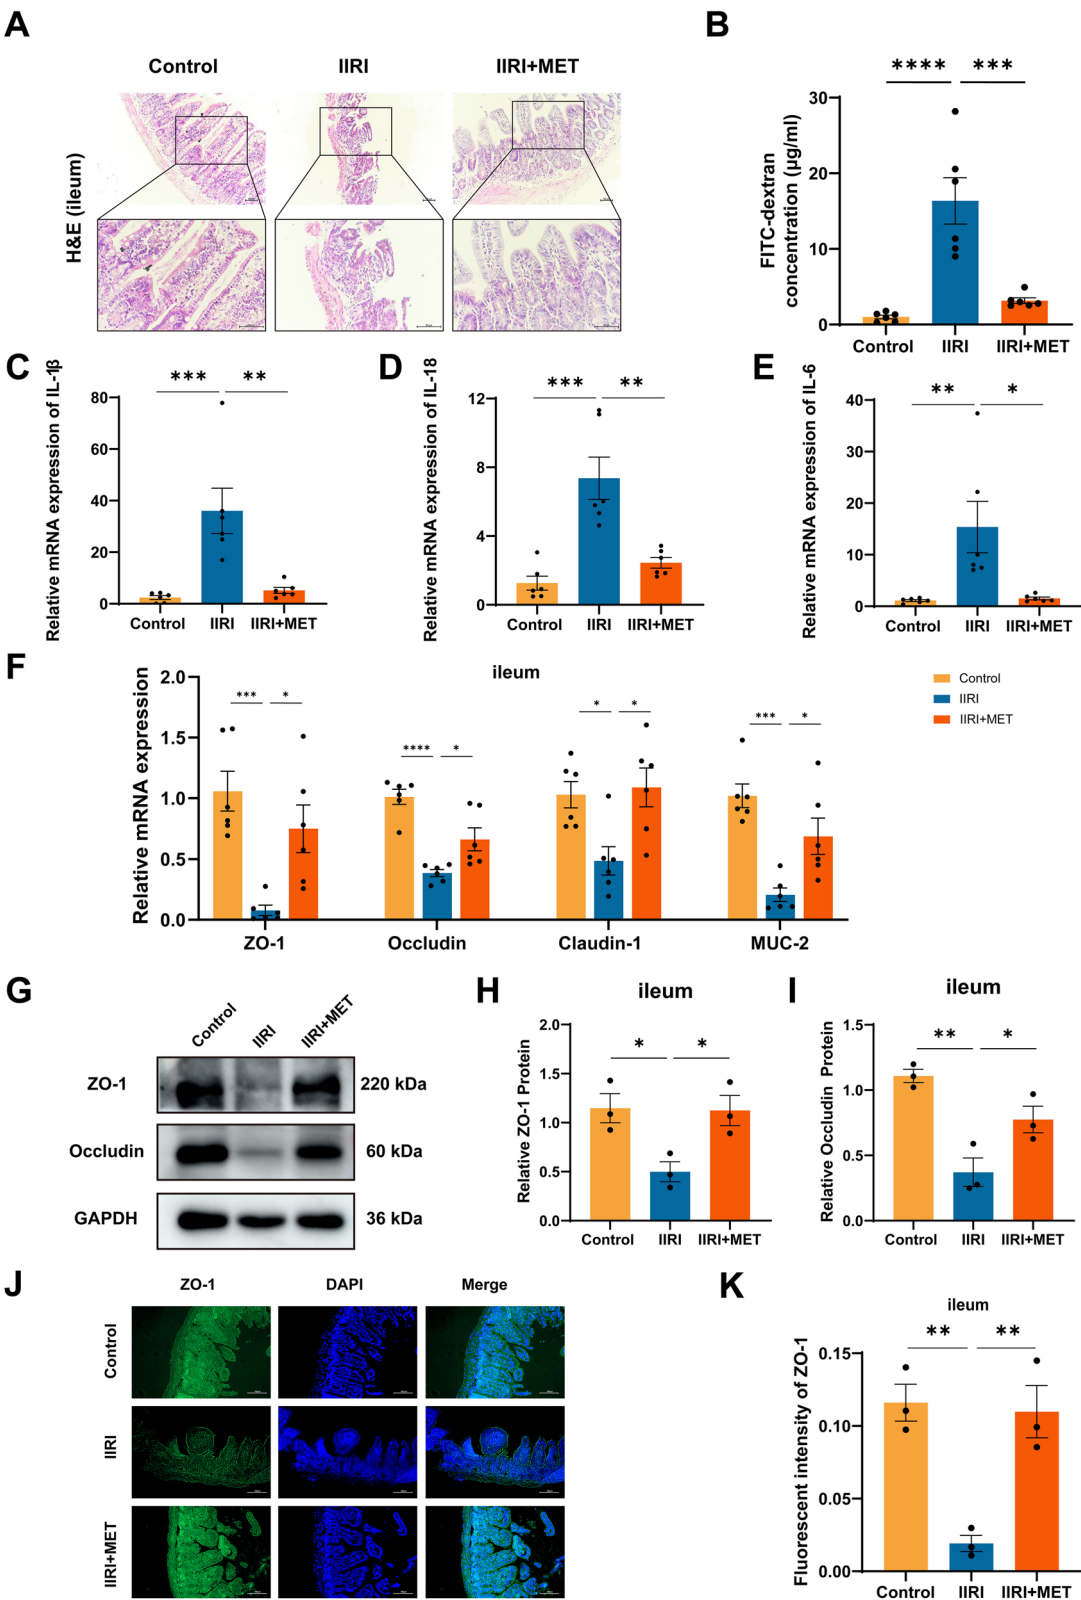 A
Control IIRI IIRI+MET
H&E (ileum)
B
**** ***
FITC-dextran
concentration (μg/ml)
30
20
10
0
Control IIRI IIRI+MET
C
*** **
Relative mRNA expression of IL-1β
80
60
40
20
0
Control IIRI IIRI+MET
D
*** **
Relative mRNA expression of IL-18
12
8
4
0
Control IIRI IIRI+MET
E
** *
Relative mRNA expression of IL-6
40
30
20
10
0
Control IIRI IIRI+MET
F
ileum
Relative mRNA expression
2.0
1.5
1.0
0.5
0.0
*** * **** * * * *** *
ZO-1 Occludin Claudin-1 MUC-2
Control
IIRI
IIRI+MET
G
Control IIRI IIRI+MET
ZO-1 220 kDa
Occludin 60 kDa
GAPDH 36 kDa
H
ileum
* *
Relative ZO-1 Protein
2.0
1.5
1.0
0.5
0.0
Control IIRI IIRI+MET
I
ileum
** *
Relative Occludin Protein
1.5
1.0
0.5
0.0
Control IIRI IIRI+MET
J
ZO-1 DAPI Merge
Control
IIRI
IIRI+MET
K
ileum
** **
Fluorescent intensity of ZO-1
0.15
0.10
0.05
0.00
Control IIRI IIRI+MET